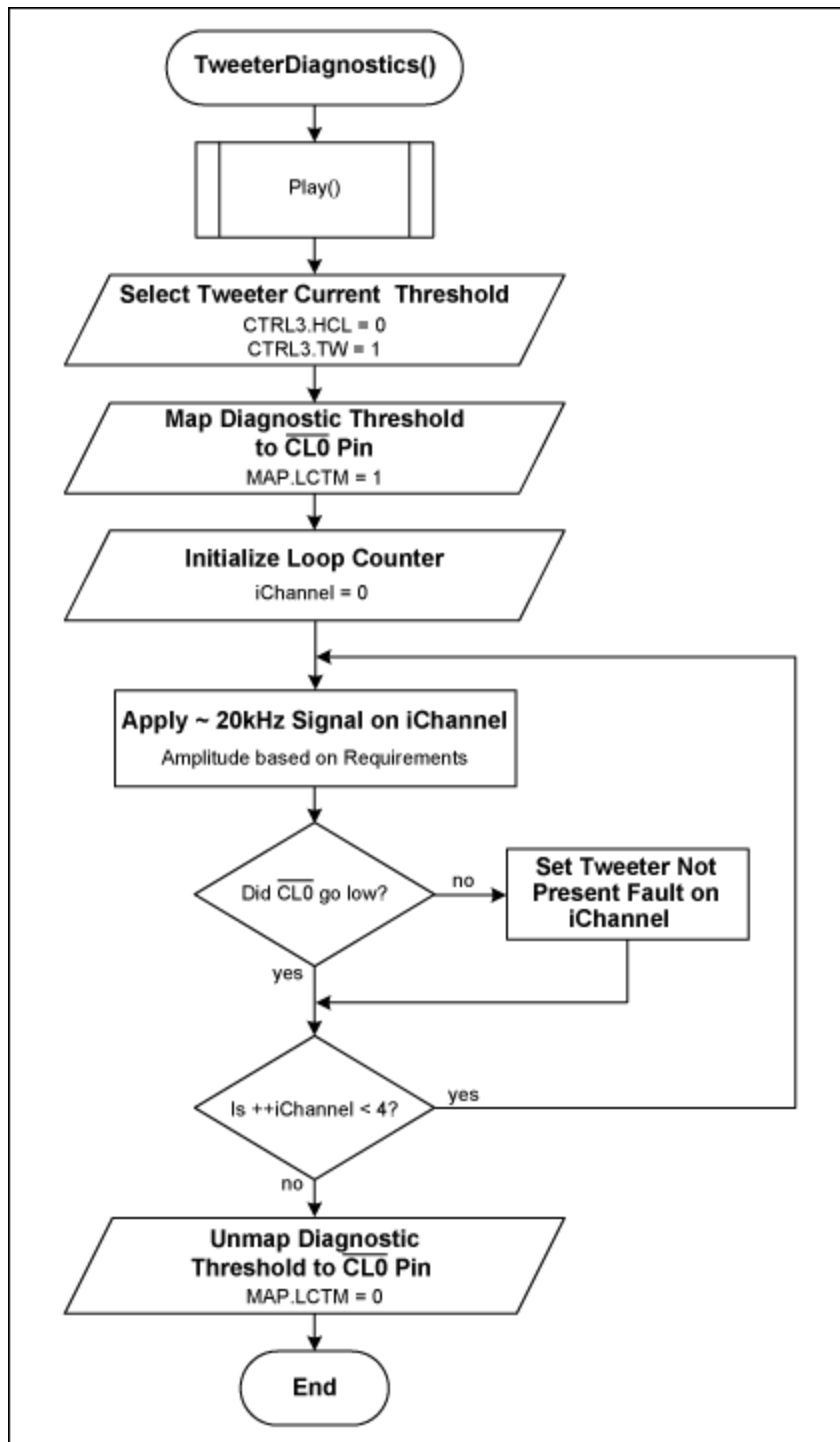 TweeterDiagnostics()
Play()
Select Tweeter Current Threshold
CTRL3.HCL = 0
CTRL3.TW = 1
Map Diagnostic Threshold
to C̅L̅0̅ Pin
MAP.LCTM = 1
Initialize Loop Counter
iChannel = 0
Apply ~ 20kHz Signal on iChannel
Amplitude based on Requirements
Did C̅L̅0̅ go low?
no
Set Tweeter Not
Present Fault on
iChannel
yes
Is ++iChannel < 4?
yes
no
Unmap Diagnostic
Threshold to C̅L̅0̅ Pin
MAP.LCTM = 0
End